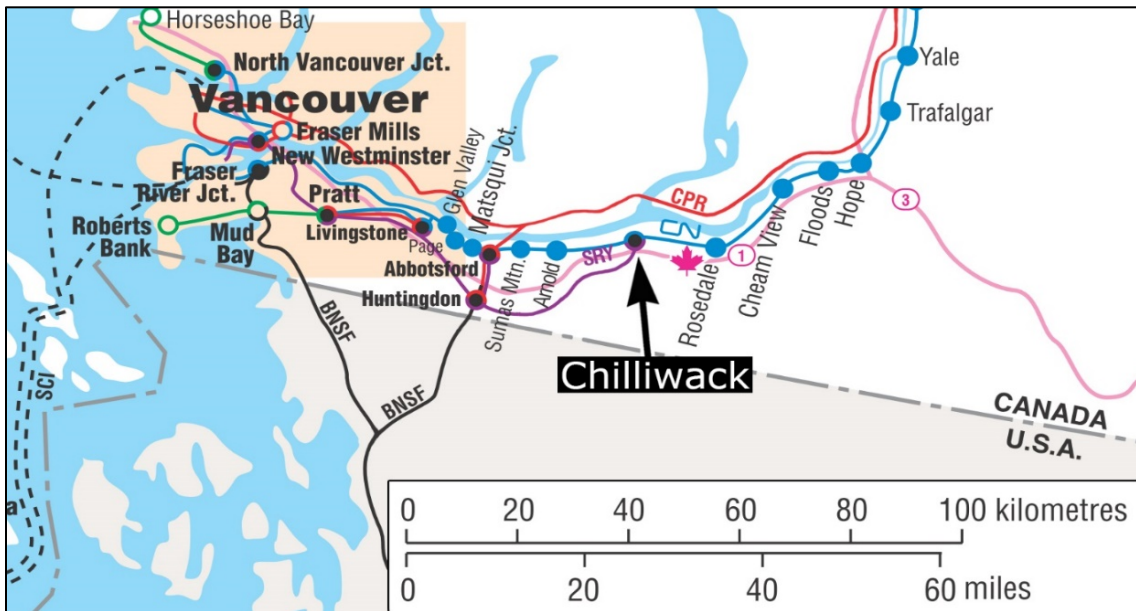 Horseshoe Bay
North Vancouver Jct.
Yale
Vancouver
Trafalgar
Fraser Mills
New Westminster
Fraser
River Jct.
Glen Valley
Matsqui Jct.
CPR
Hope
Floods
Pratt
3
Roberts
Bank
Mud
Bay
Livingstone
Page
CN
Cheam View
Abbotsford
SRY
1
Huntingdon
Sumas Mtn.
Arnold
Rosedale
BNSF
SCI
Chilliwack
BNSF
CANADA
U.S.A.
a
0 20 40 60 80 100 kilometres
0 20 40 60 miles